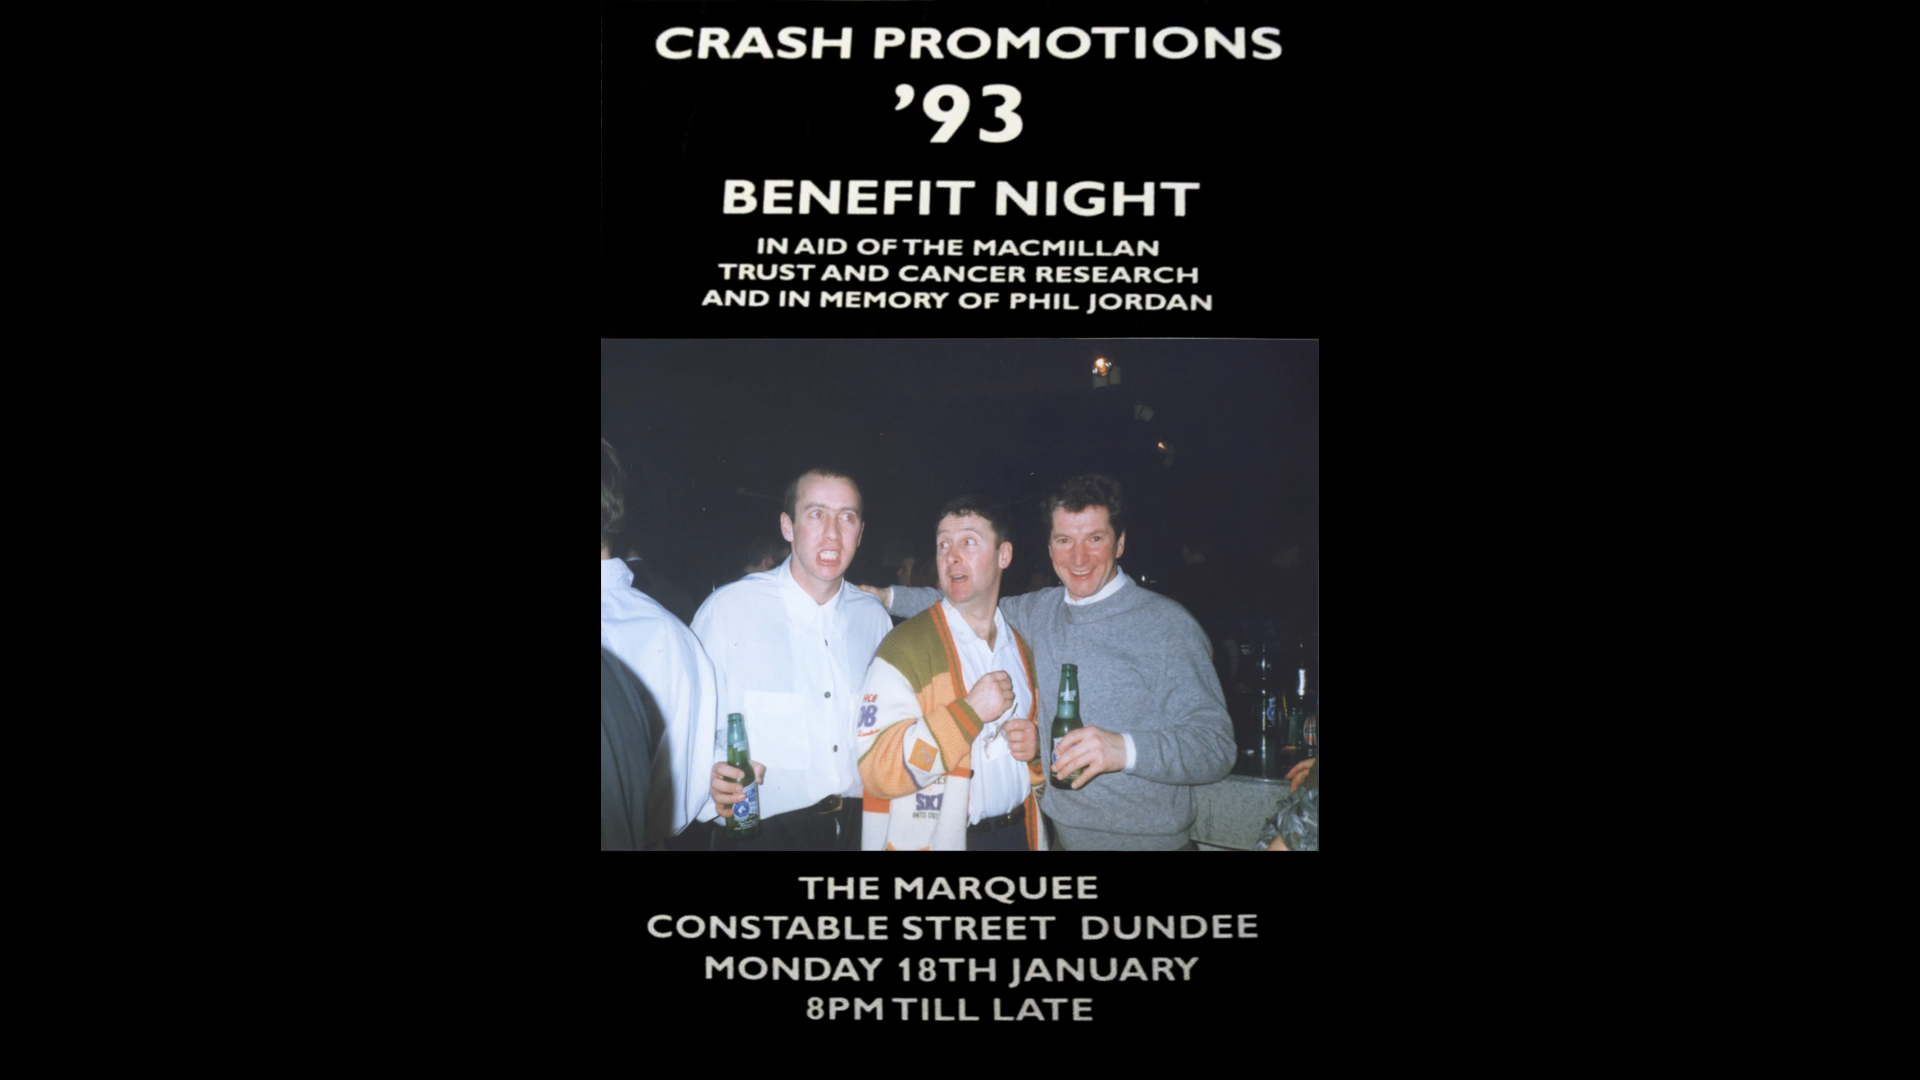 CRASH PROMOTIONS
’93
BENEFIT NIGHT
IN AID OF THE MACMILLAN
TRUST AND CANCER RESEARCH
AND IN MEMORY OF PHIL JORDAN
THE MARQUEE
CONSTABLE STREET DUNDEE
MONDAY 18TH JANUARY
8PM TILL LATE